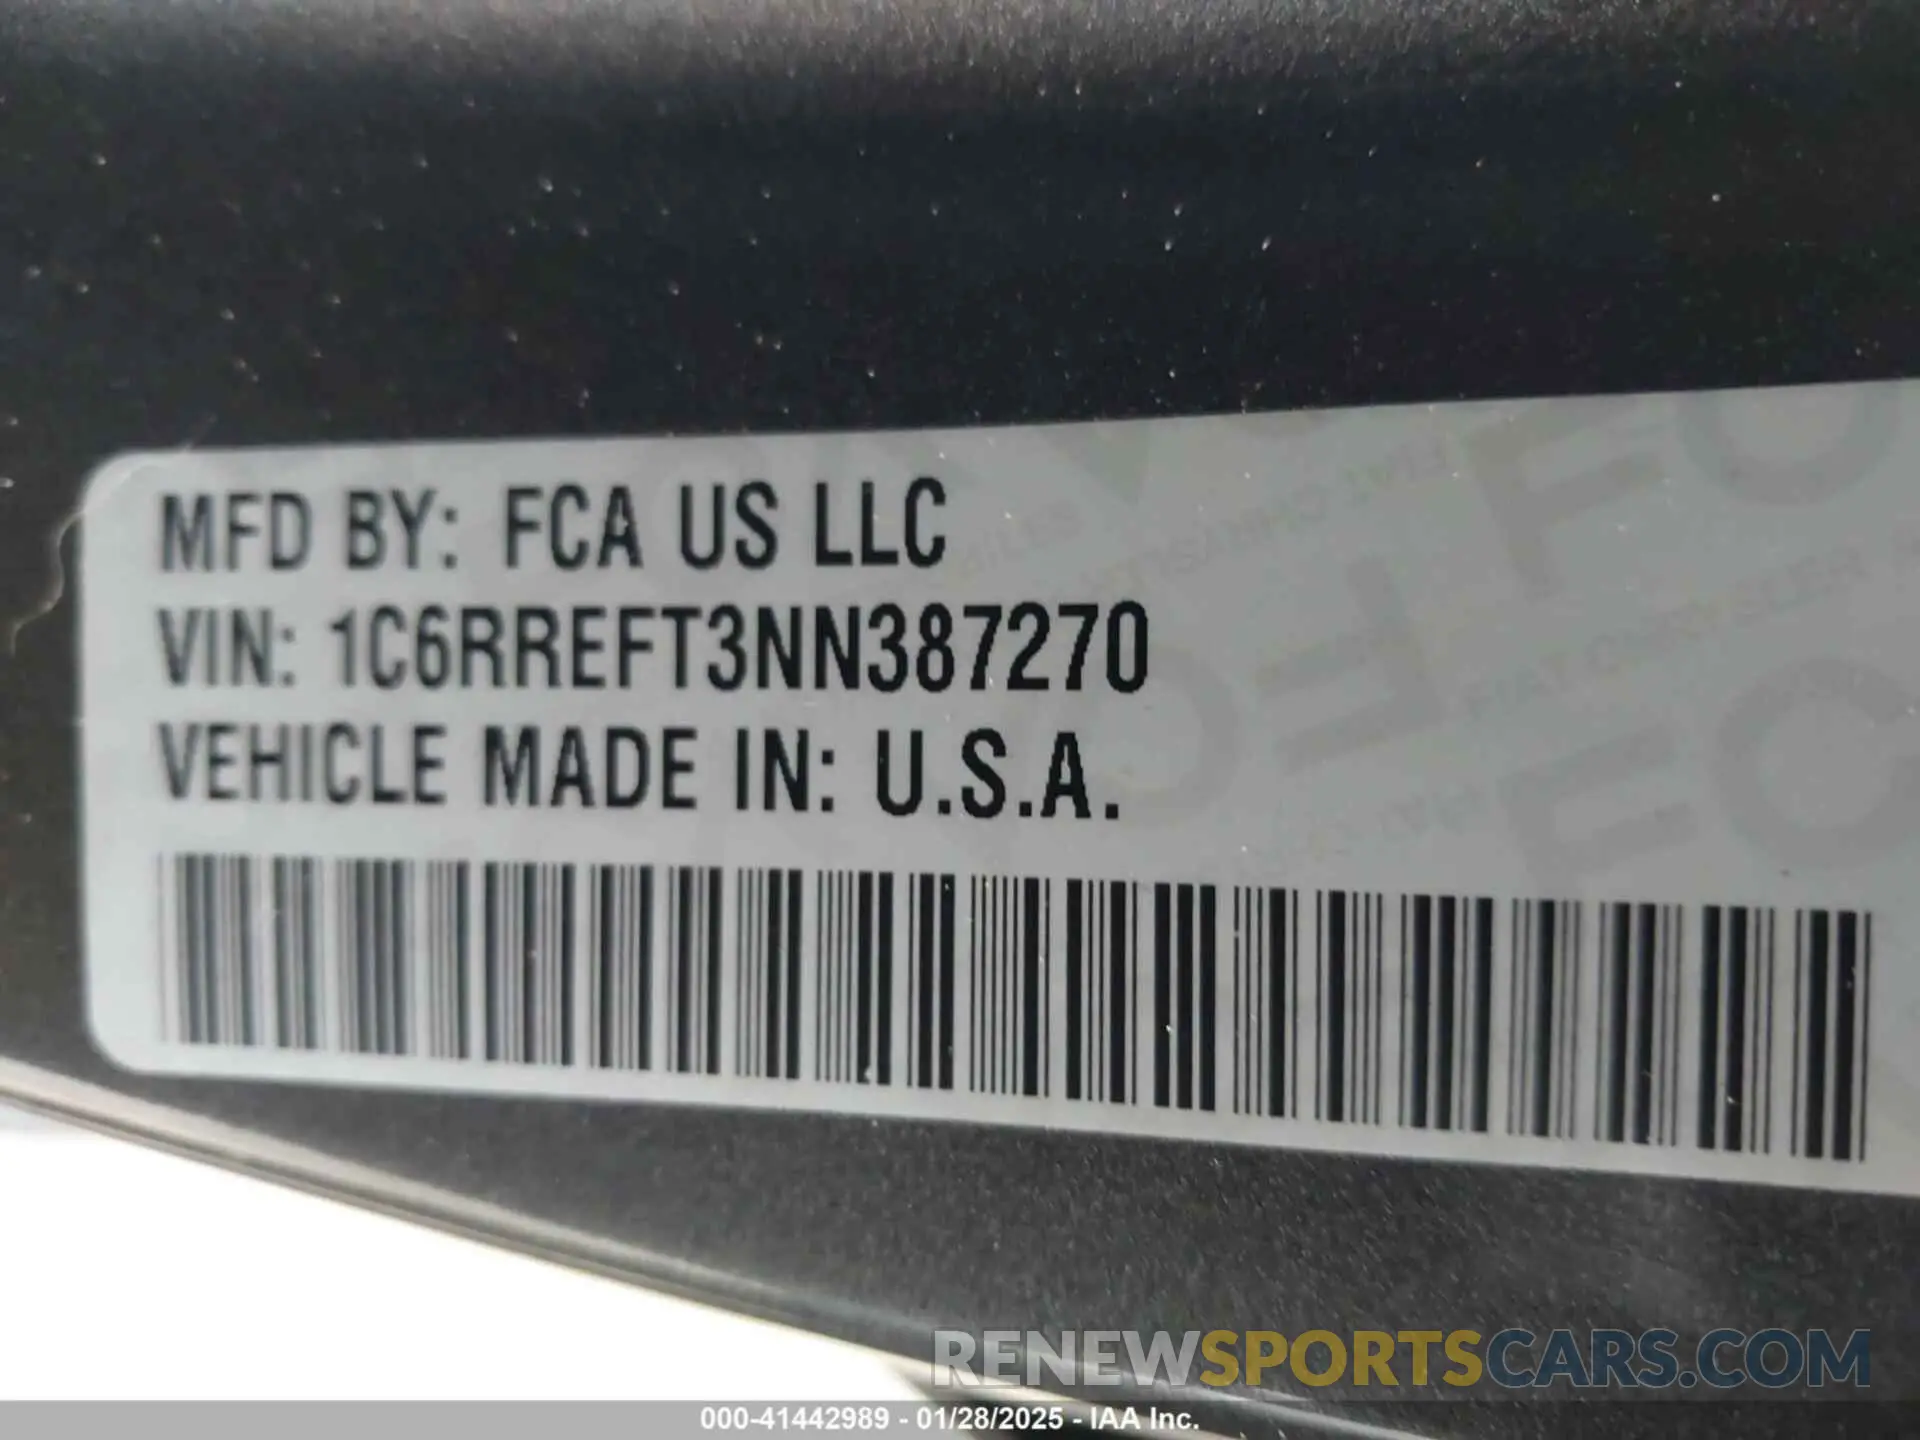 MFD BY: FCA US LLC
VIN: 1C6RREFT3NN387270
VEHICLE MADE IN: U.S.A.
RENEWSPORTSCARS.COM
000-41442989 - 01/28/2025 - IAA Inc.